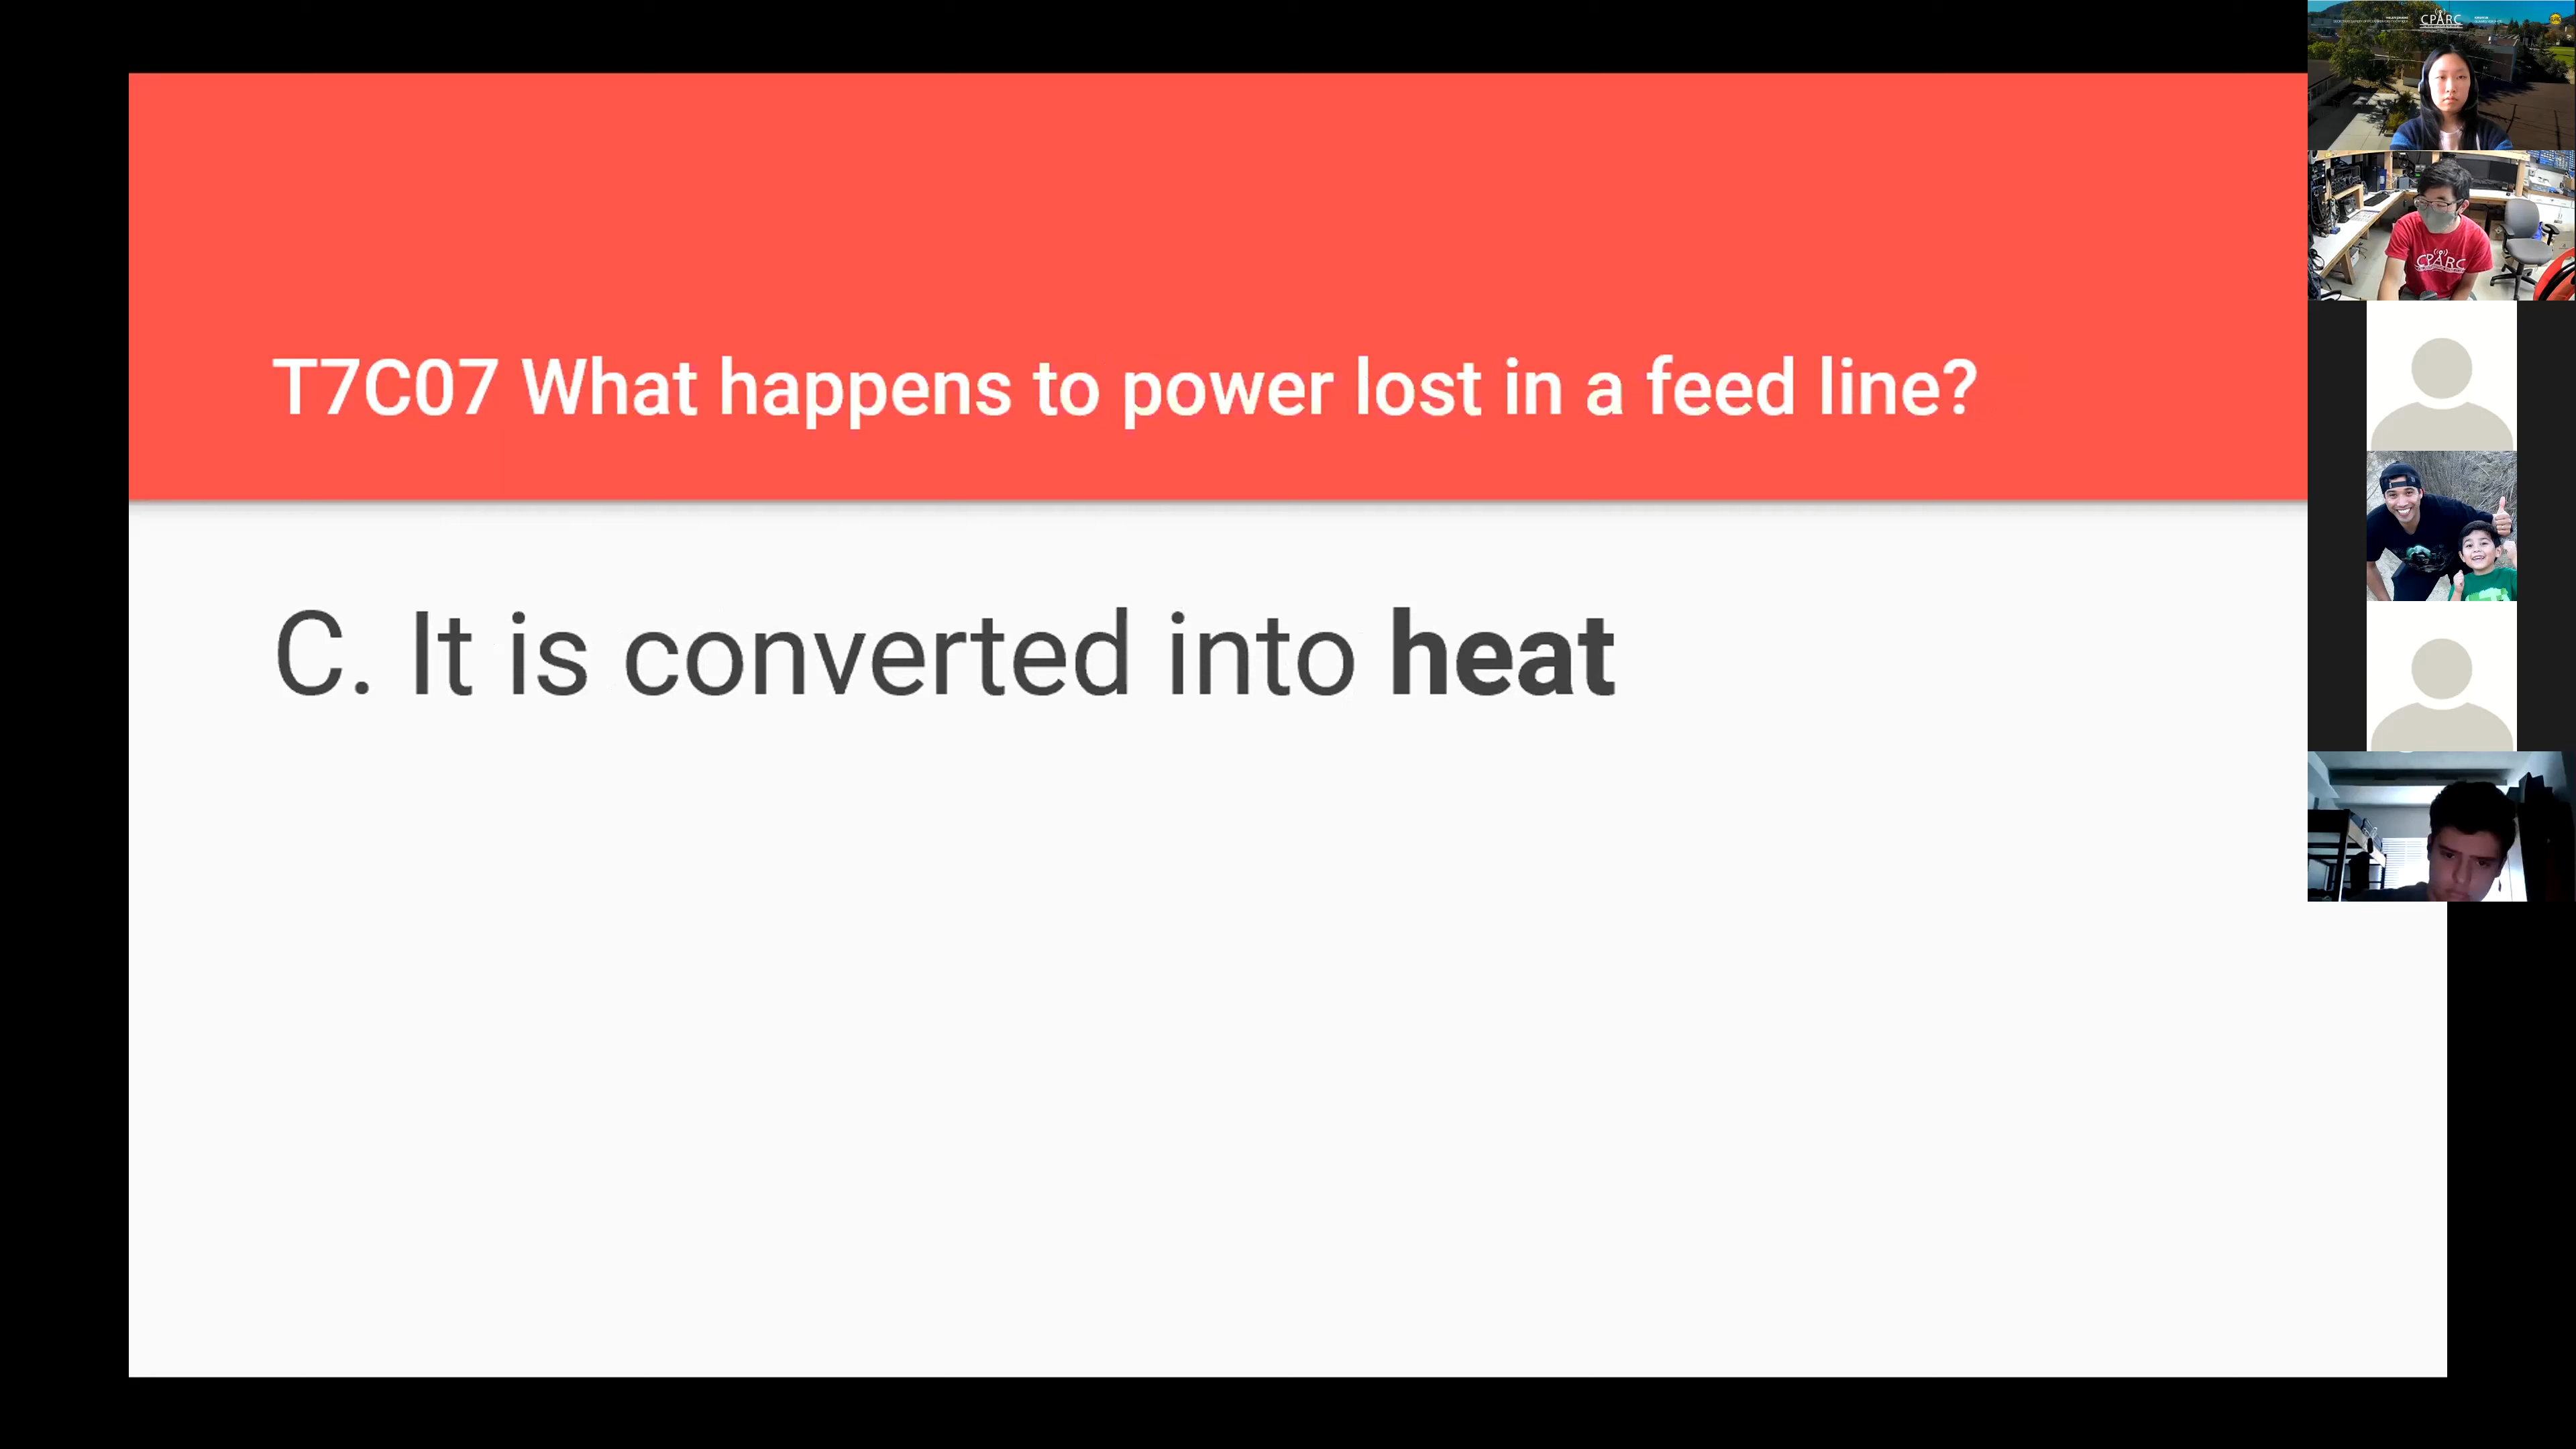 T7C07 What happens to power lost in a feed line?
C. It is converted into heat
CPARC
CPARC